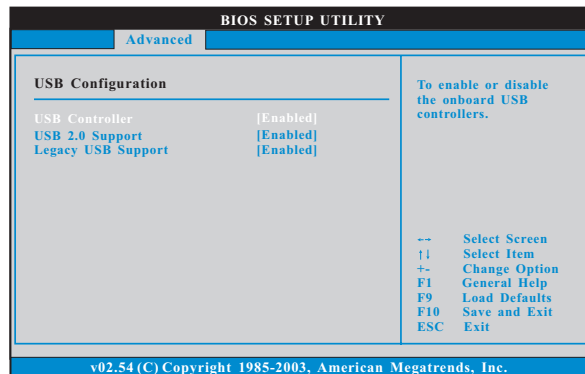 BIOS SETUP UTILITY
Advanced
USB Configuration
USB Controller [Enabled]
USB 2.0 Support [Enabled]
Legacy USB Support [Enabled]
To enable or disable
the onboard USB
controllers.
←→ Select Screen
↑↓ Select Item
+- Change Option
F1 General Help
F9 Load Defaults
F10 Save and Exit
ESC Exit
v02.54 (C) Copyright 1985-2003, American Megatrends, Inc.